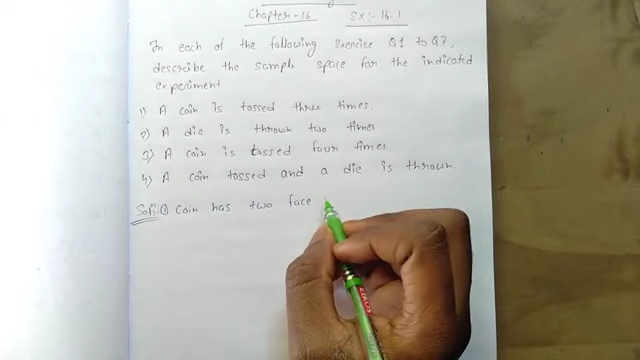 Chapter-16 Ex:- 16.1
In each of the following Exercise Q1 to Q7,
describe the sample space for the indicated
experiment
1) A coin is tossed three times.
2) A die is thrown two times
3) A coin is tossed four times.
4) A coin tossed and a die is thrown.
Soln:-① Coin has two face